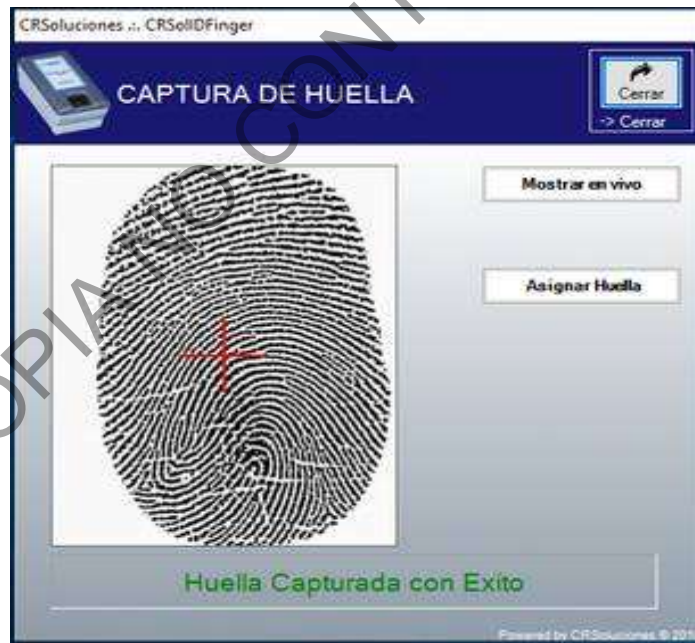 CRSoluciones .:. CRSolIDFinger
CAPTURA DE HUELLA
Cerrar
-> Cerrar
Mostrar en vivo
Asignar Huella
Huella Capturada con Exito
Powered by CRSoluciones ©